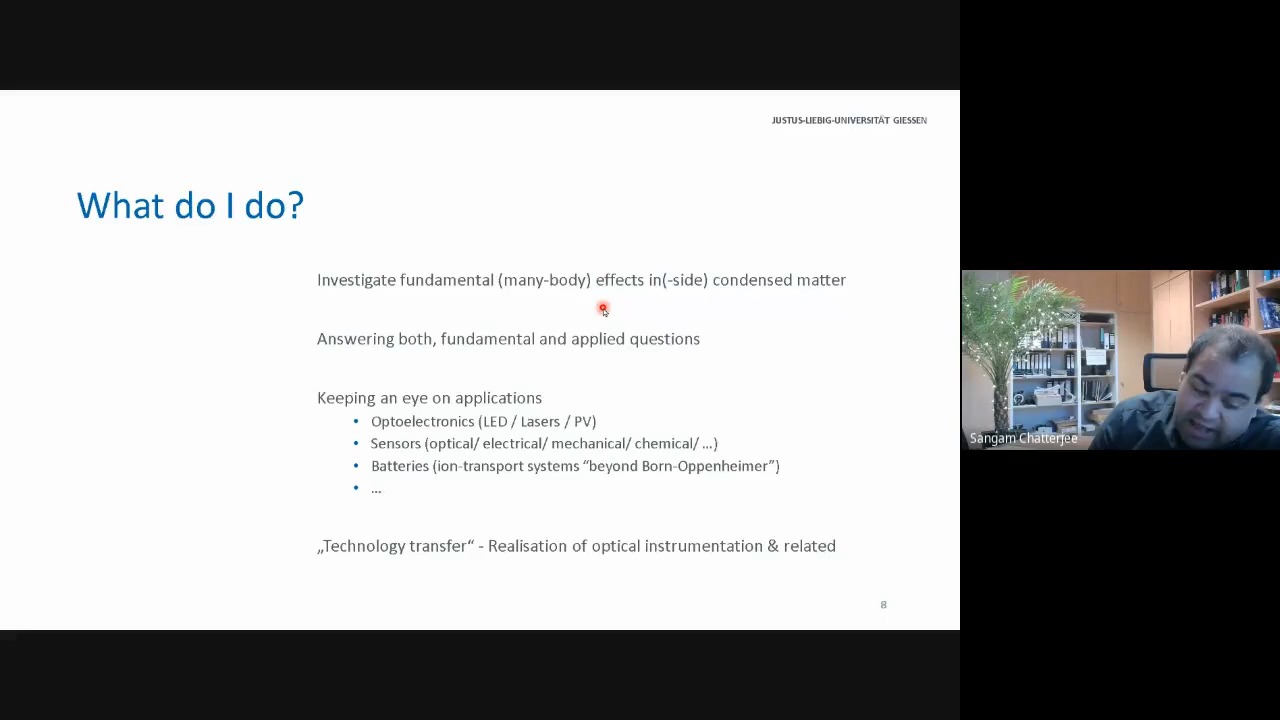 JUSTUS-LIEBIG-UNIVERSITÄT GIESSEN
What do I do?
Investigate fundamental (many-body) effects in(-side) condensed matter
Answering both, fundamental and applied questions
Keeping an eye on applications
• Optoelectronics (LED / Lasers / PV)
• Sensors (optical/ electrical/ mechanical/ chemical/ ...)
• Batteries (ion-transport systems “beyond Born-Oppenheimer”)
• ...
„Technology transfer“ - Realisation of optical instrumentation & related
8
Sangam Chatterjee